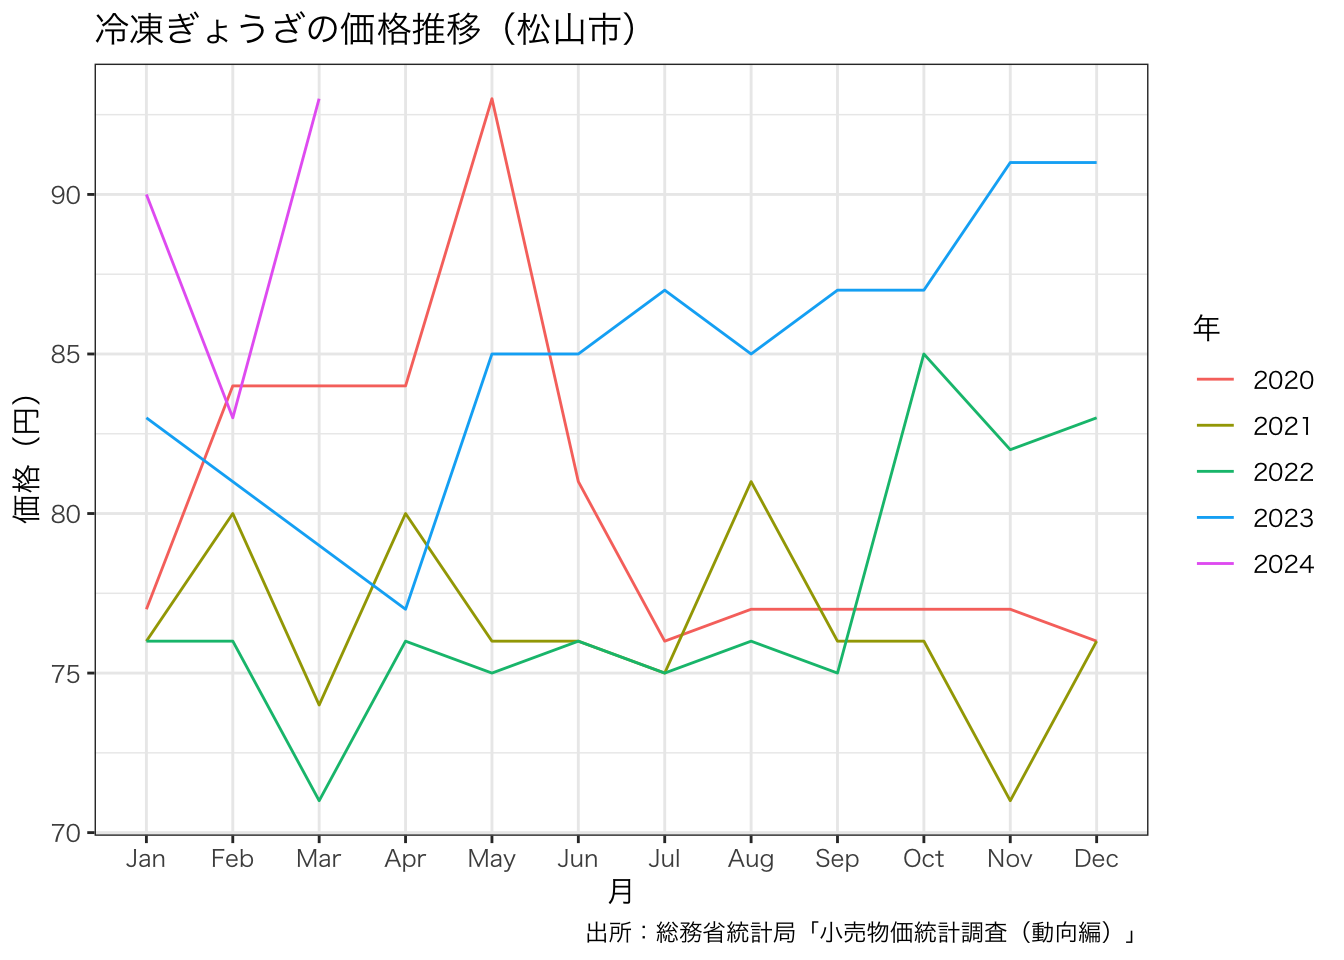 冷凍ぎょうざの価格推移（松山市）
価格（円）
90
85
80
75
70
Jan Feb Mar Apr May Jun Jul Aug Sep Oct Nov Dec
月
年
2020
2021
2022
2023
2024
出所：総務省統計局「小売物価統計調査（動向編）」